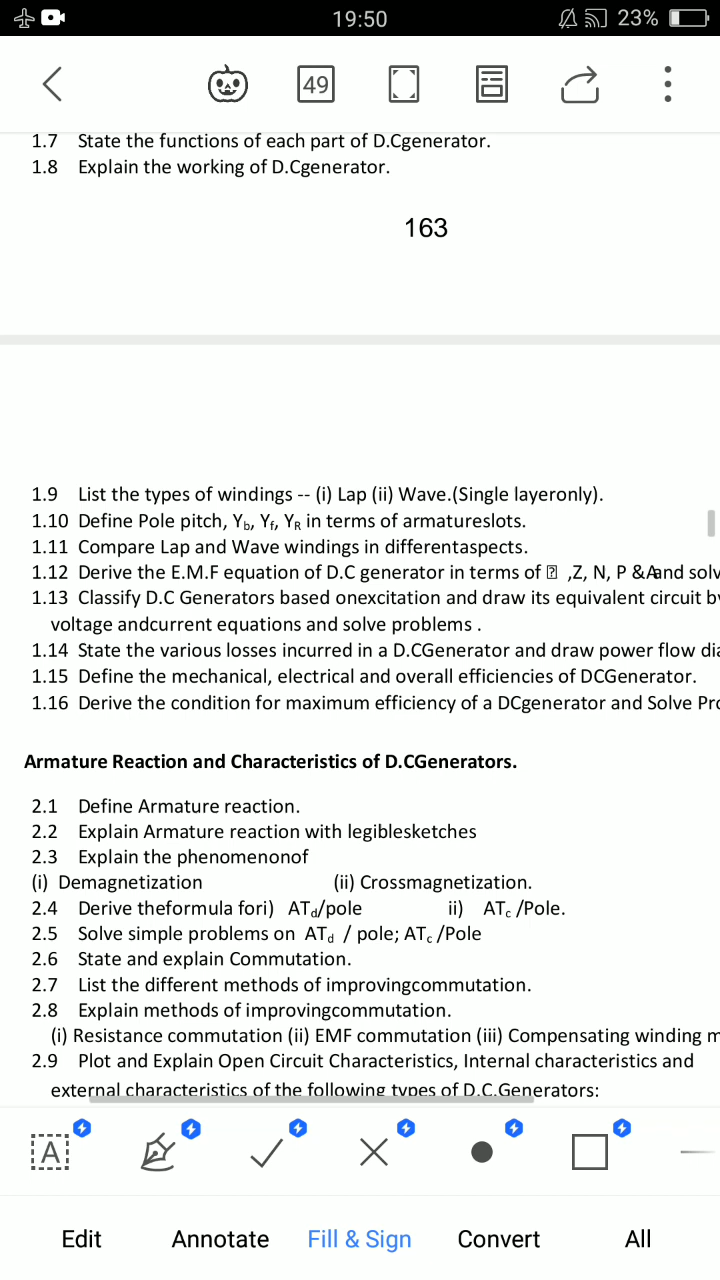 19:50
23%
49
1.7 State the functions of each part of D.Cgenerator.
1.8 Explain the working of D.Cgenerator.
163
1.9 List the types of windings -- (i) Lap (ii) Wave.(Single layeronly).
1.10 Define Pole pitch, Yb, Yf, YR in terms of armatureslots.
1.11 Compare Lap and Wave windings in differentaspects.
1.12 Derive the E.M.F equation of D.C generator in terms of ⍰ ,Z, N, P &Aand solv
1.13 Classify D.C Generators based onexcitation and draw its equivalent circuit b
voltage andcurrent equations and solve problems .
1.14 State the various losses incurred in a D.CGenerator and draw power flow dia
1.15 Define the mechanical, electrical and overall efficiencies of DCGenerator.
1.16 Derive the condition for maximum efficiency of a DCgenerator and Solve Pro
Armature Reaction and Characteristics of D.CGenerators.
2.1 Define Armature reaction.
2.2 Explain Armature reaction with legiblesketches
2.3 Explain the phenomenonof
(i) Demagnetization (ii) Crossmagnetization.
2.4 Derive theformula fori) ATd/pole ii) ATc /Pole.
2.5 Solve simple problems on ATd / pole; ATc /Pole
2.6 State and explain Commutation.
2.7 List the different methods of improvingcommutation.
2.8 Explain methods of improvingcommutation.
(i) Resistance commutation (ii) EMF commutation (iii) Compensating winding m
2.9 Plot and Explain Open Circuit Characteristics, Internal characteristics and
external characteristics of the following types of D.C.Generators:
A
Edit Annotate Fill & Sign Convert All